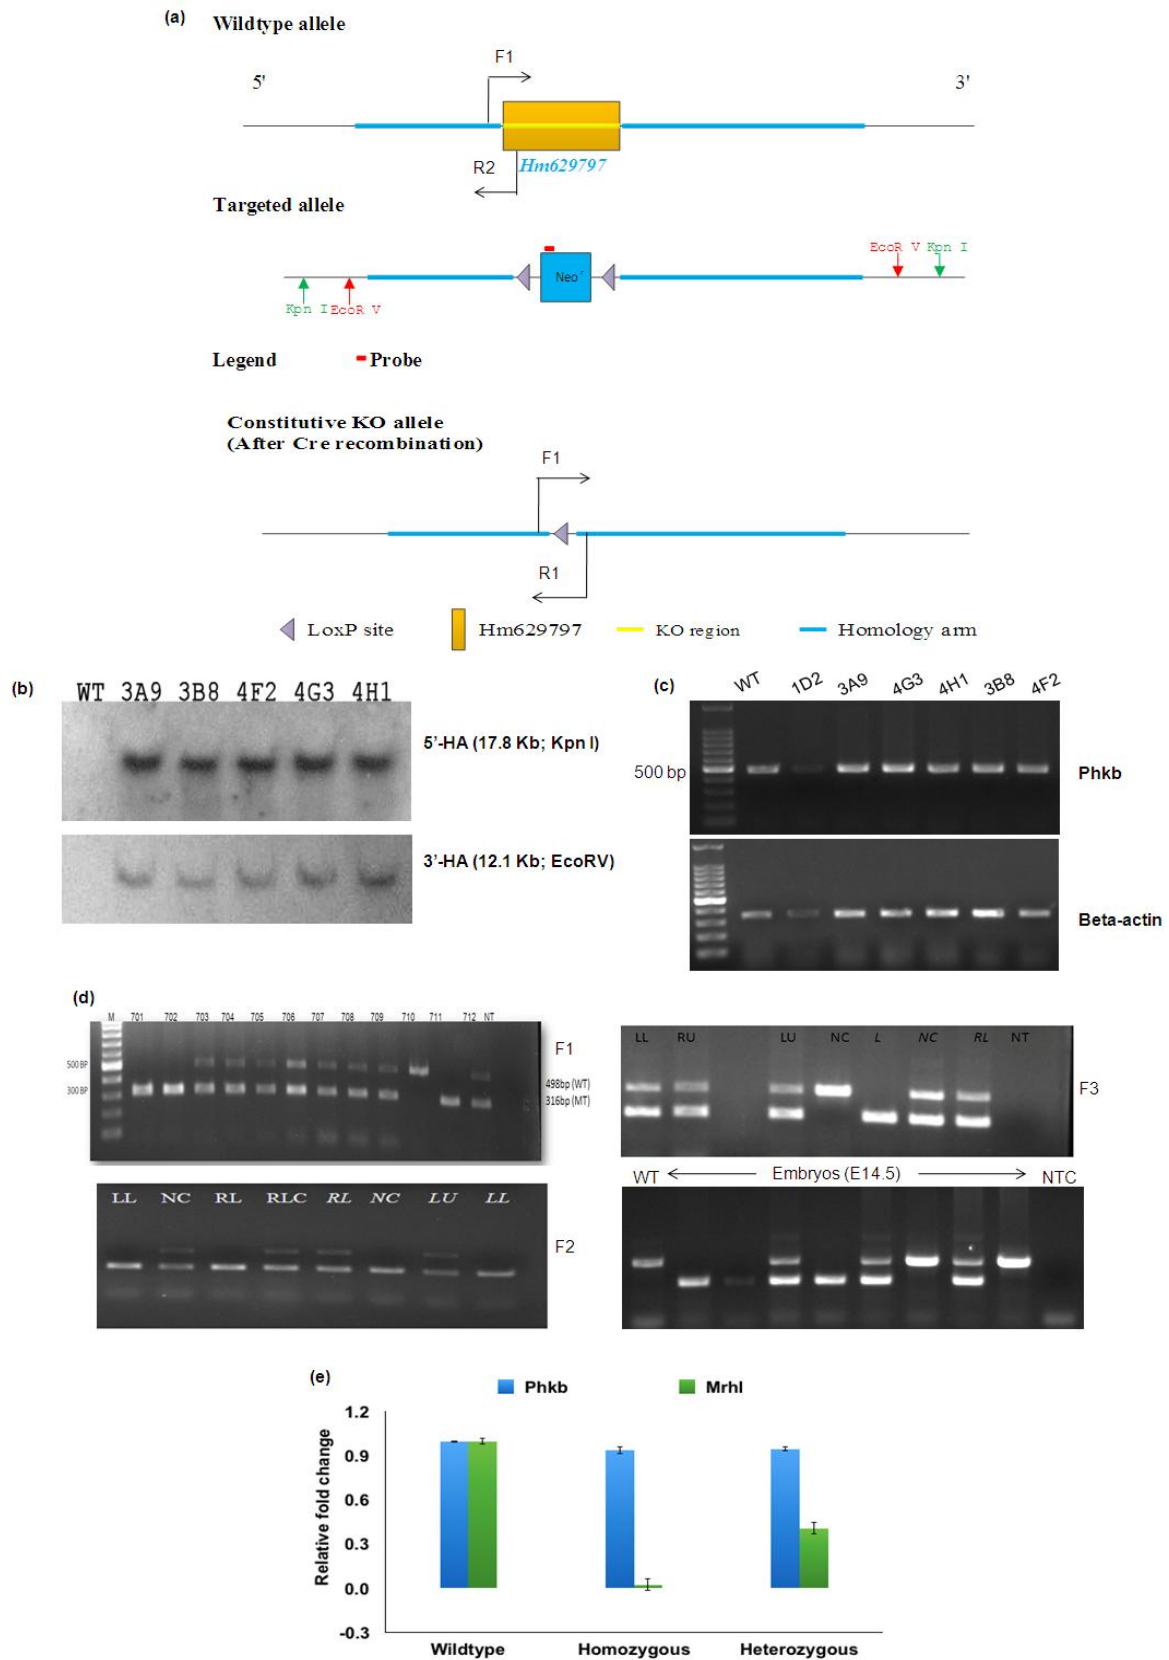 (a)
Wildtype allele
F1
5'
3'
R2
Hm629797
Targeted allele
EcoR V Kpn I
Neo r
Kpn I EcoR V
Legend
Probe
Constitutive KO allele
(After Cre recombination)
F1
R1
LoxP site
Hm629797
KO region
Homology arm
(b)
WT 3A9 3B8 4F2 4G3 4H1
5'-HA (17.8 Kb; Kpn I)
3'-HA (12.1 Kb; EcoRV)
(c)
WT 1D2 3A9 4G3 4H1 3B8 4F2
500 bp
Phkb
Beta-actin
(d)
M 701 702 703 704 705 706 707 708 709 710 711 712 NT
500 BP
300 BP
F1
498bp (WT)
316bp (MT)
LL NC RL RLC RL NC LU LL
F2
LL RU LU NC L NC RL NT
F3
WT Embryos (E14.5) NTC
(e)
Phkb
Mrhl
Relative fold change
1.2
0.9
0.6
0.3
0.0
-0.3
Wildtype Homozygous Heterozygous